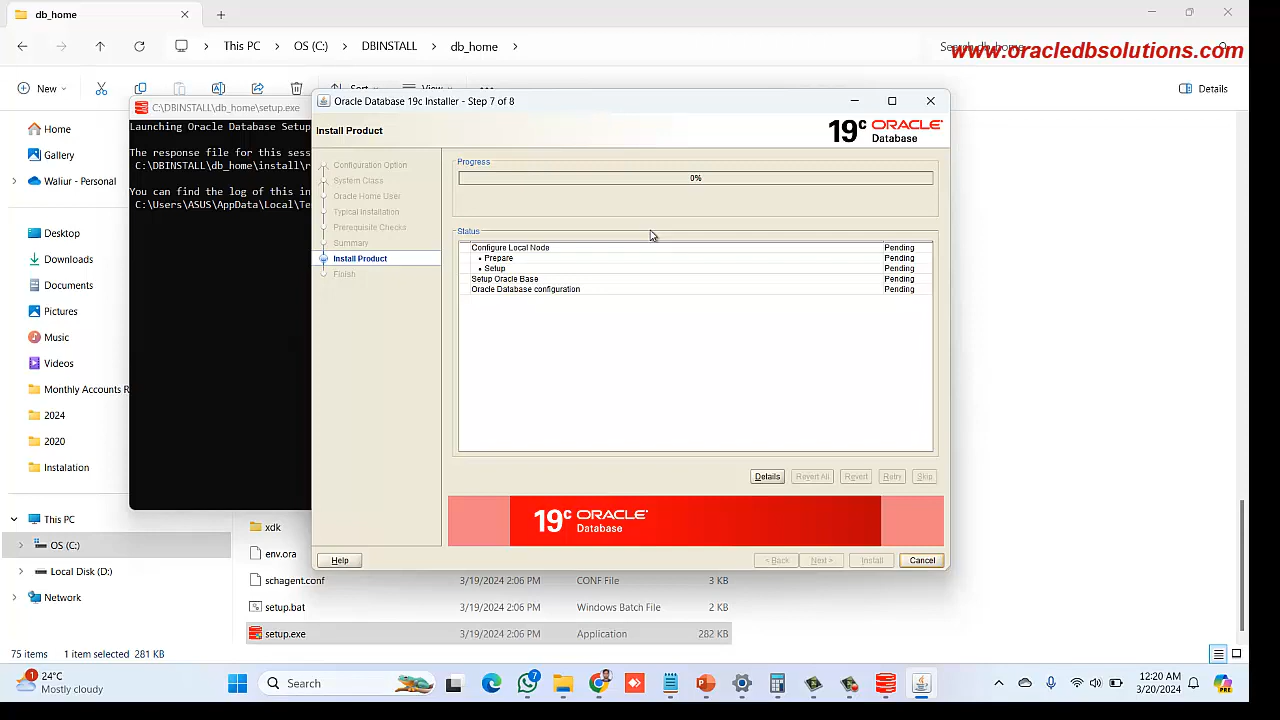 db_home
This PC
OS (C:)
DBINSTALL
db_home
www.oracledbsolutions.com
New
Details
Home
Gallery
Waliur - Personal
Desktop
Downloads
Documents
Pictures
Music
Videos
Monthly Accounts R
2024
2020
Instalation
This PC
OS (C:)
Local Disk (D:)
Network
C:\DBINSTALL\db_home\setup.exe
Launching Oracle Database Setup
The response file for this sess
C:\DBINSTALL\db_home\install\r
You can find the log of this in
C:\Users\ASUS\AppData\Local\Te
Oracle Database 19c Installer - Step 7 of 8
Install Product
19c ORACLE
Database
Configuration Option
System Class
Oracle Home User
Typical Installation
Prerequisite Checks
Summary
Install Product
Finish
Progress
0%
Status
Configure Local Node Pending
• Prepare Pending
• Setup Pending
Setup Oracle Base Pending
Oracle Database configuration Pending
Details Revert All Revert Retry Skip
19c ORACLE
Database
Help < Back Next > Install Cancel
xdk
env.ora
schagent.conf 3/19/2024 2:06 PM CONF File 3 KB
setup.bat 3/19/2024 2:06 PM Windows Batch File 2 KB
setup.exe 3/19/2024 2:06 PM Application 282 KB
75 items 1 item selected 281 KB
1
24°C
Mostly cloudy
Search
7
12:20 AM
3/20/2024
PRE